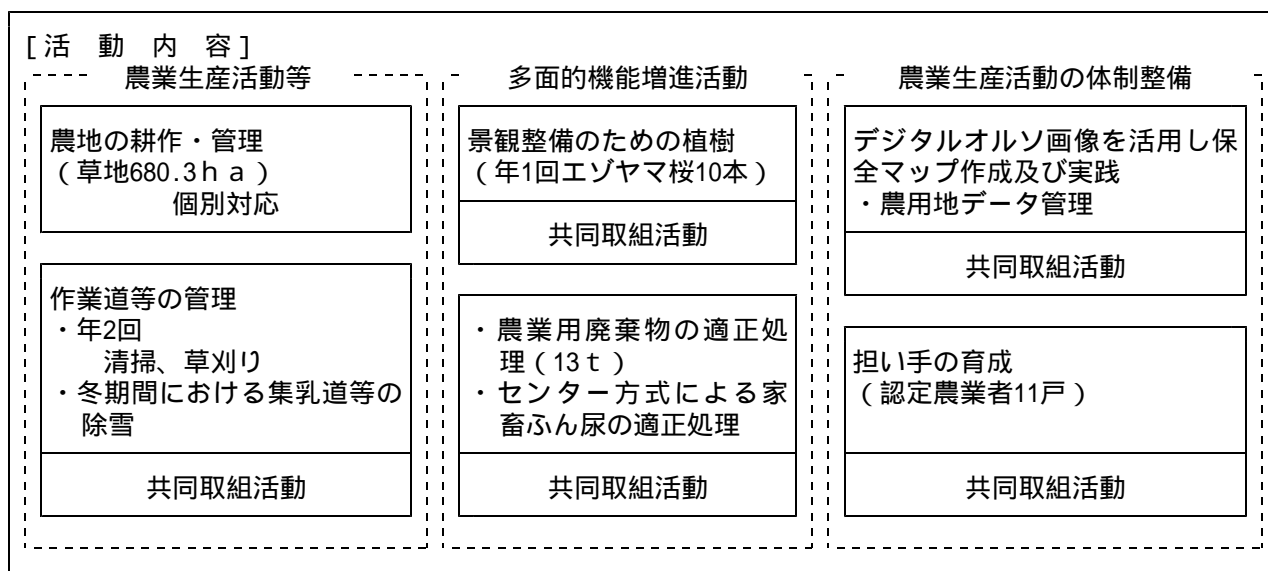 [活　動　内　容]
農業生産活動等
農地の耕作・管理
（草地680.3ｈａ）
個別対応
作業道等の管理
・年2回
清掃、草刈り
・冬期間における集乳道等の
除雪
共同取組活動
多面的機能増進活動
景観整備のための植樹
（年1回エゾヤマ桜10本）
共同取組活動
・農業用廃棄物の適正処
理（13ｔ）
・センター方式による家
畜ふん尿の適正処理
共同取組活動
農業生産活動の体制整備
デジタルオルソ画像を活用し保
全マップ作成及び実践
・農用地データ管理
共同取組活動
担い手の育成
（認定農業者11戸）
共同取組活動